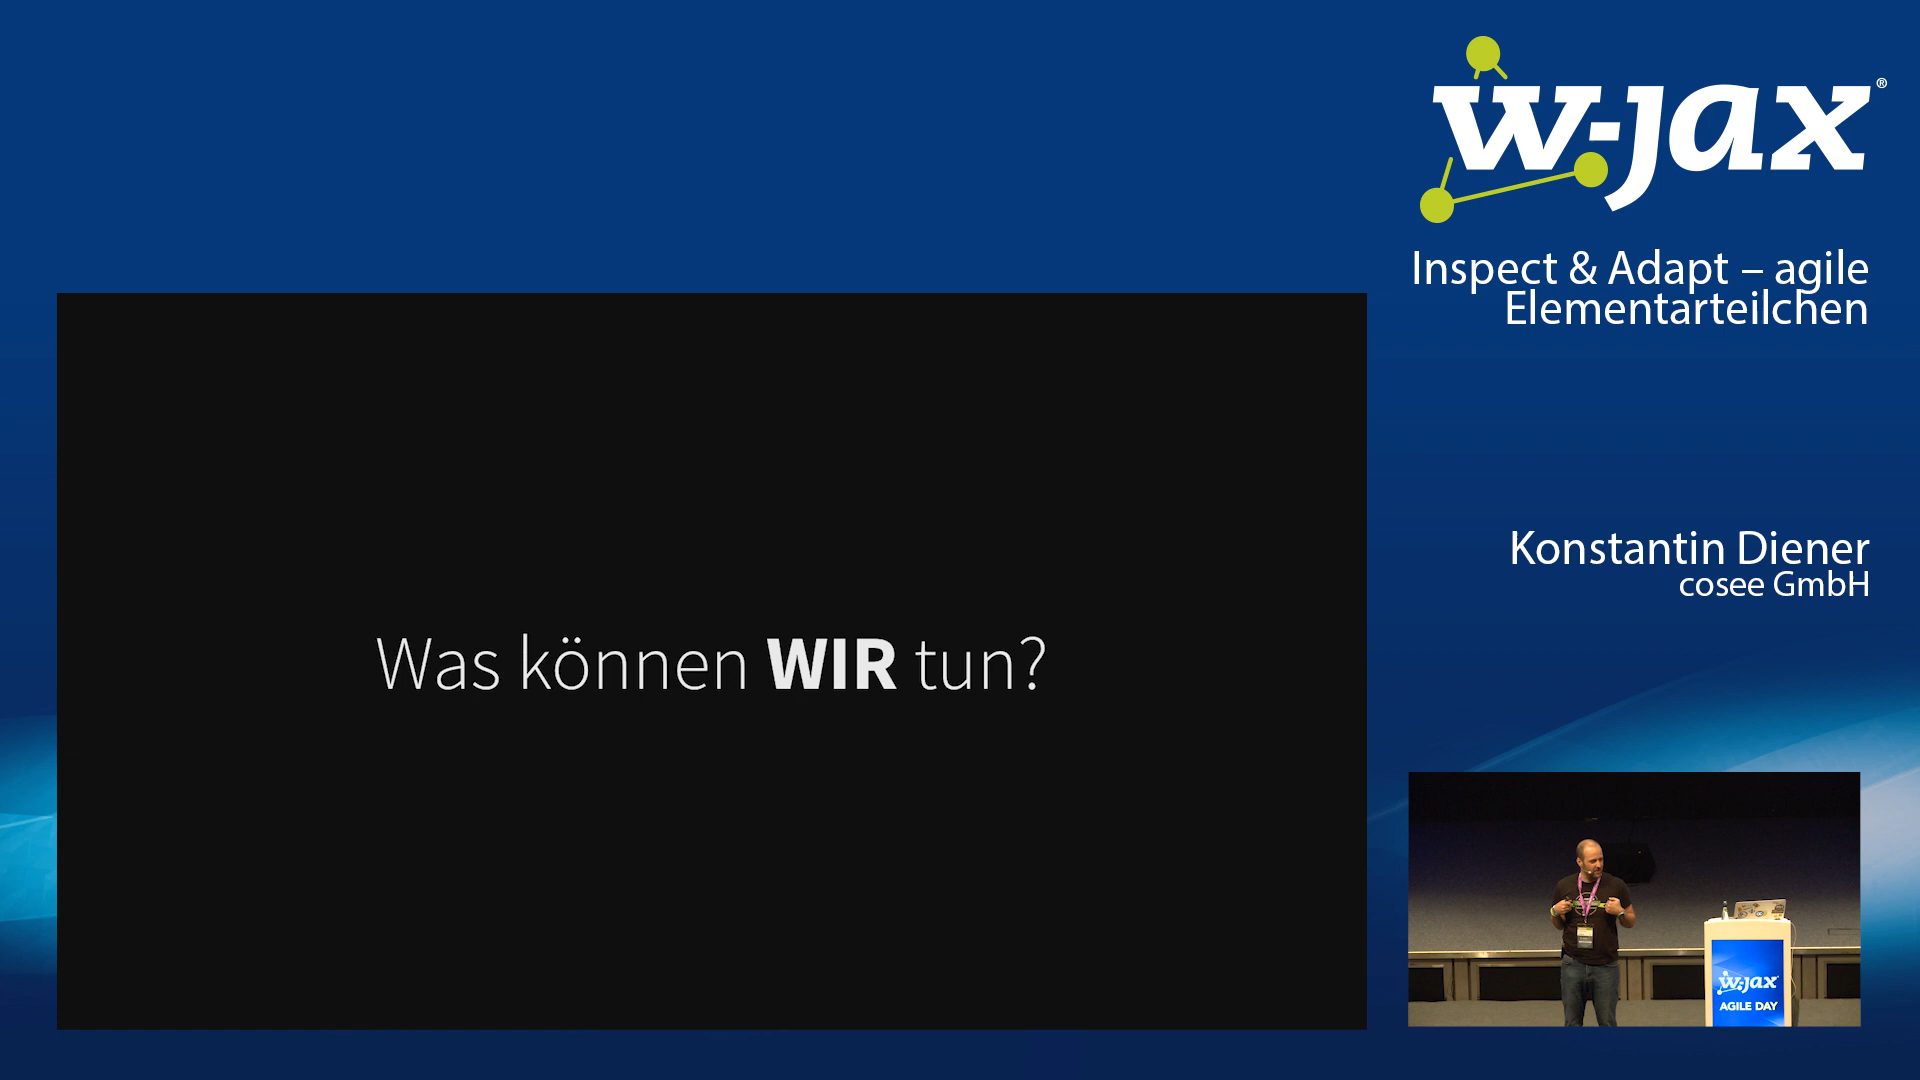 w-jax®
Inspect & Adapt – agile
Elementarteilchen
Was können WIR tun?
Konstantin Diener
cosee GmbH
w-jax
AGILE DAY